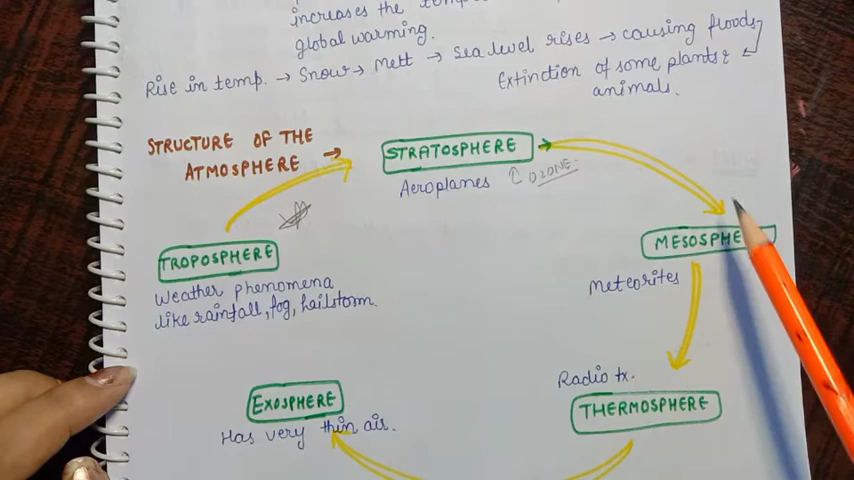 increases the
global warming.
Rise in temp. → Snow → Melt → Sea level rises → causing floods
Extinction of some plants &
animals.
STRUCTURE OF THE
ATMOSPHERE →
STRATOSPHERE →
Aeroplanes ↑ OZONE.
TROPOSPHERE
Weather phenomena
like rainfall, fog, hailstorm.
MESOSPHERE
Meteorites
Radio tx.
THERMOSPHERE
EXOSPHERE
Has very thin air.